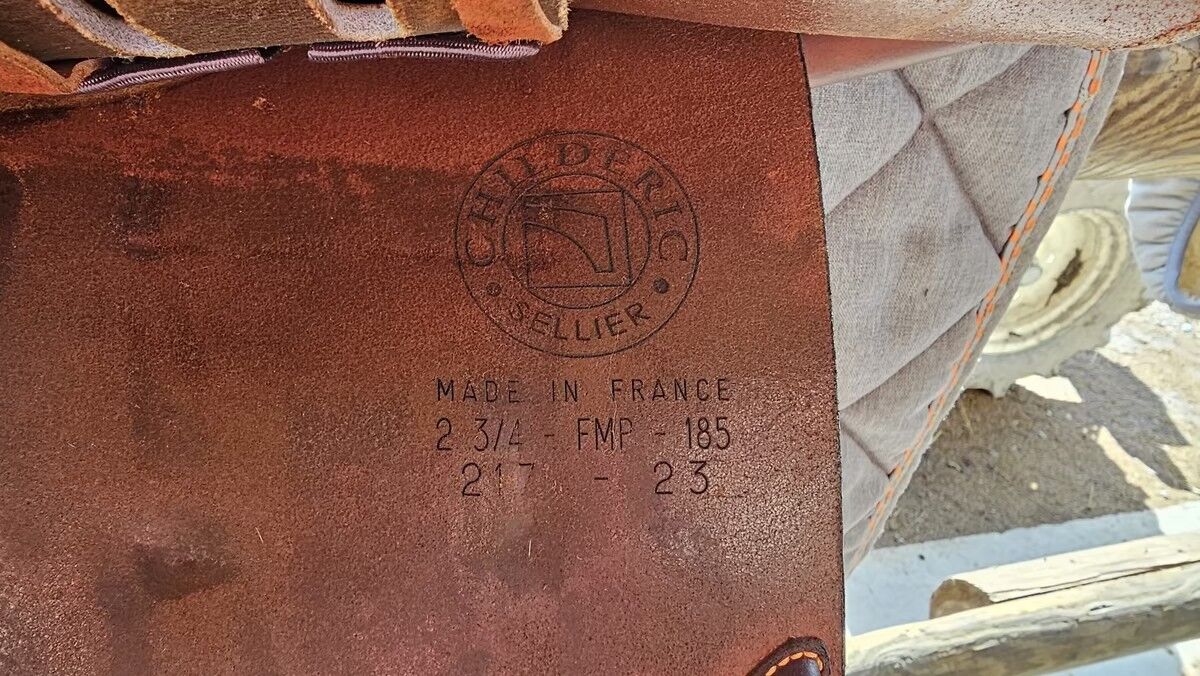 CHILDERIC
SELLIER
MADE IN FRANCE
2 3/4 - FMP - 185
217 - 23